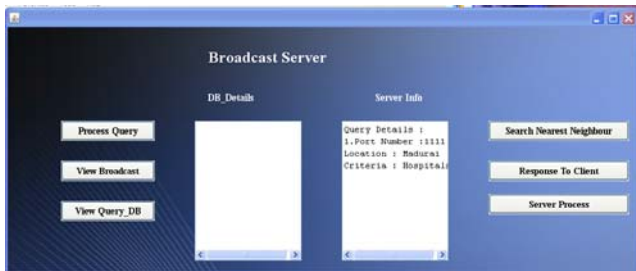 Broadcast Server
DB_Details
Server Info
Process Query
View Broadcast
View Query_DB
Query Details :
1.Port Number :1111
Location : Madurai
Criteria : Hospitals
Search Nearest Neighbour
Response To Client
Server Process